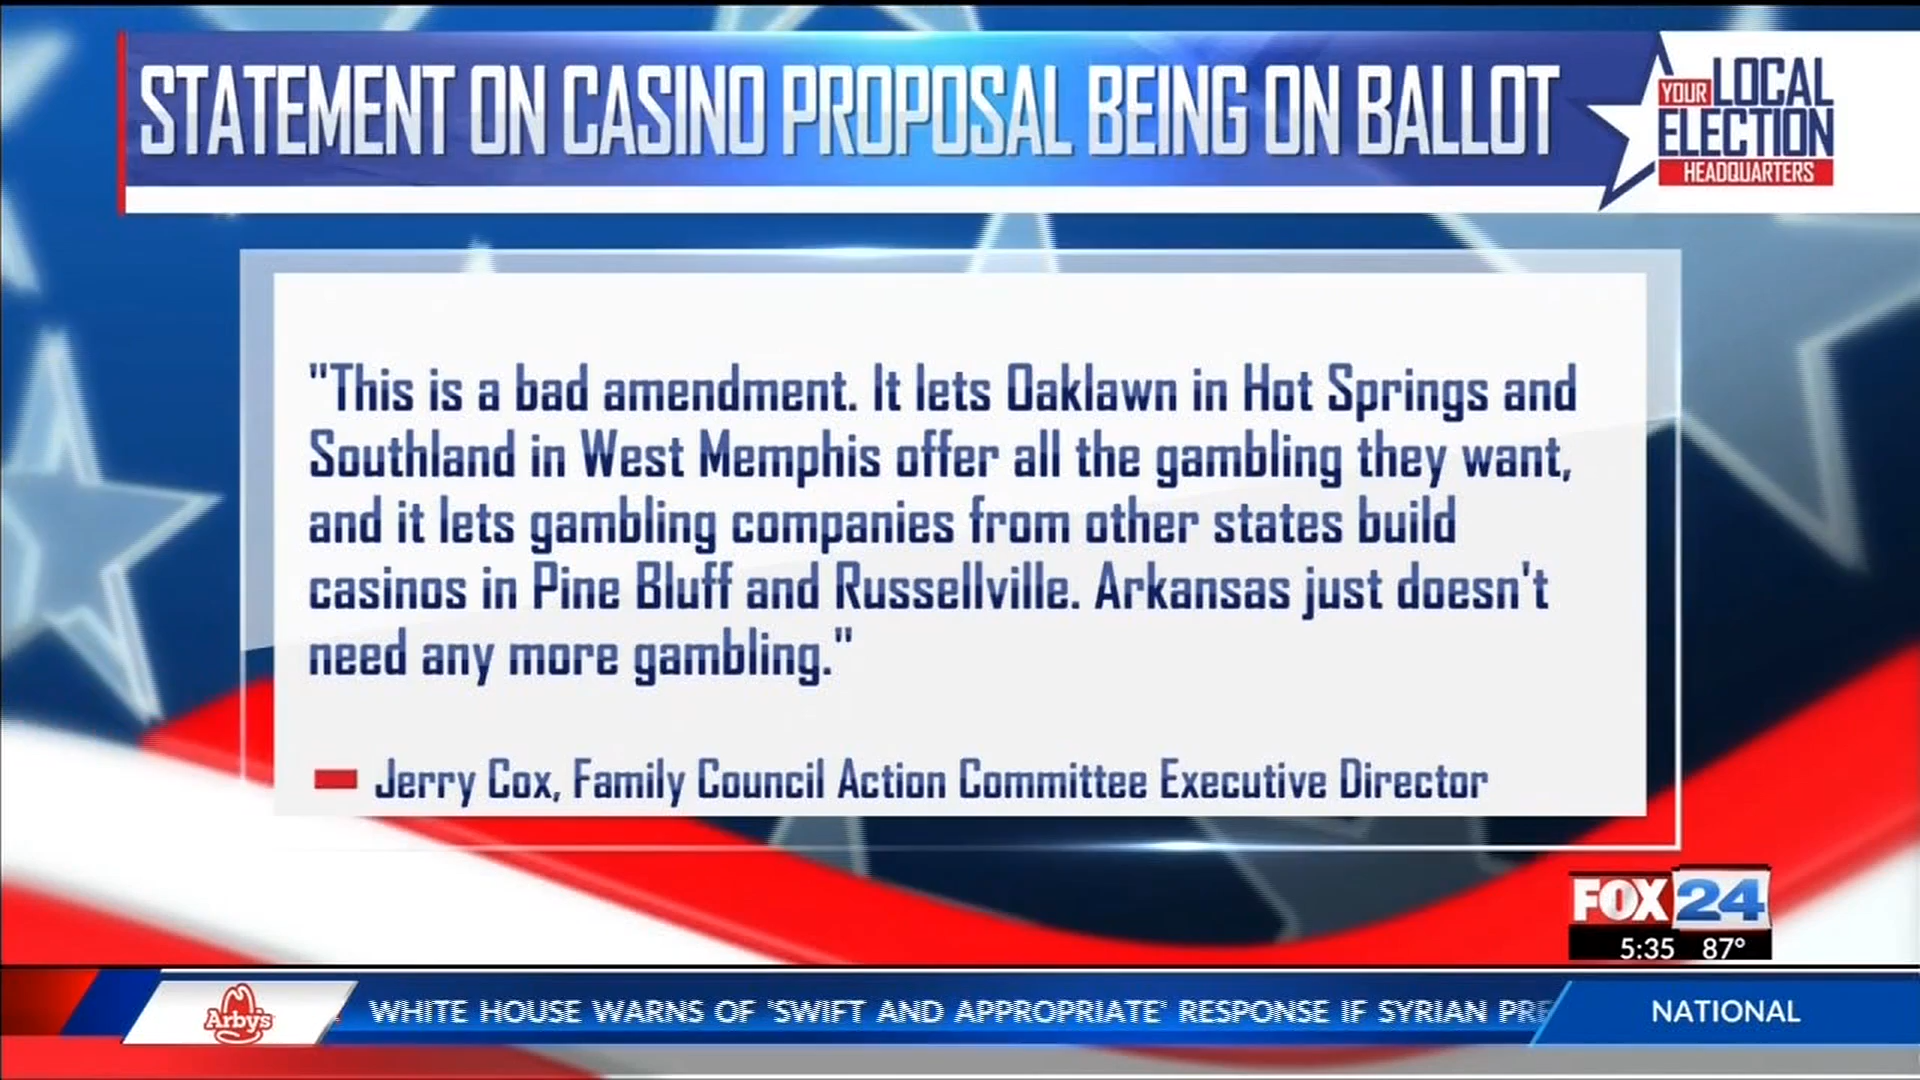 STATEMENT ON CASINO PROPOSAL BEING ON BALLOT
YOUR LOCAL
ELECTION
HEADQUARTERS
"This is a bad amendment. It lets Oaklawn in Hot Springs and
Southland in West Memphis offer all the gambling they want,
and it lets gambling companies from other states build
casinos in Pine Bluff and Russellville. Arkansas just doesn't
need any more gambling."
Jerry Cox, Family Council Action Committee Executive Director
FOX 24
5:35 87°
Arby's
WHITE HOUSE WARNS OF 'SWIFT AND APPROPRIATE' RESPONSE IF SYRIAN PRE
NATIONAL